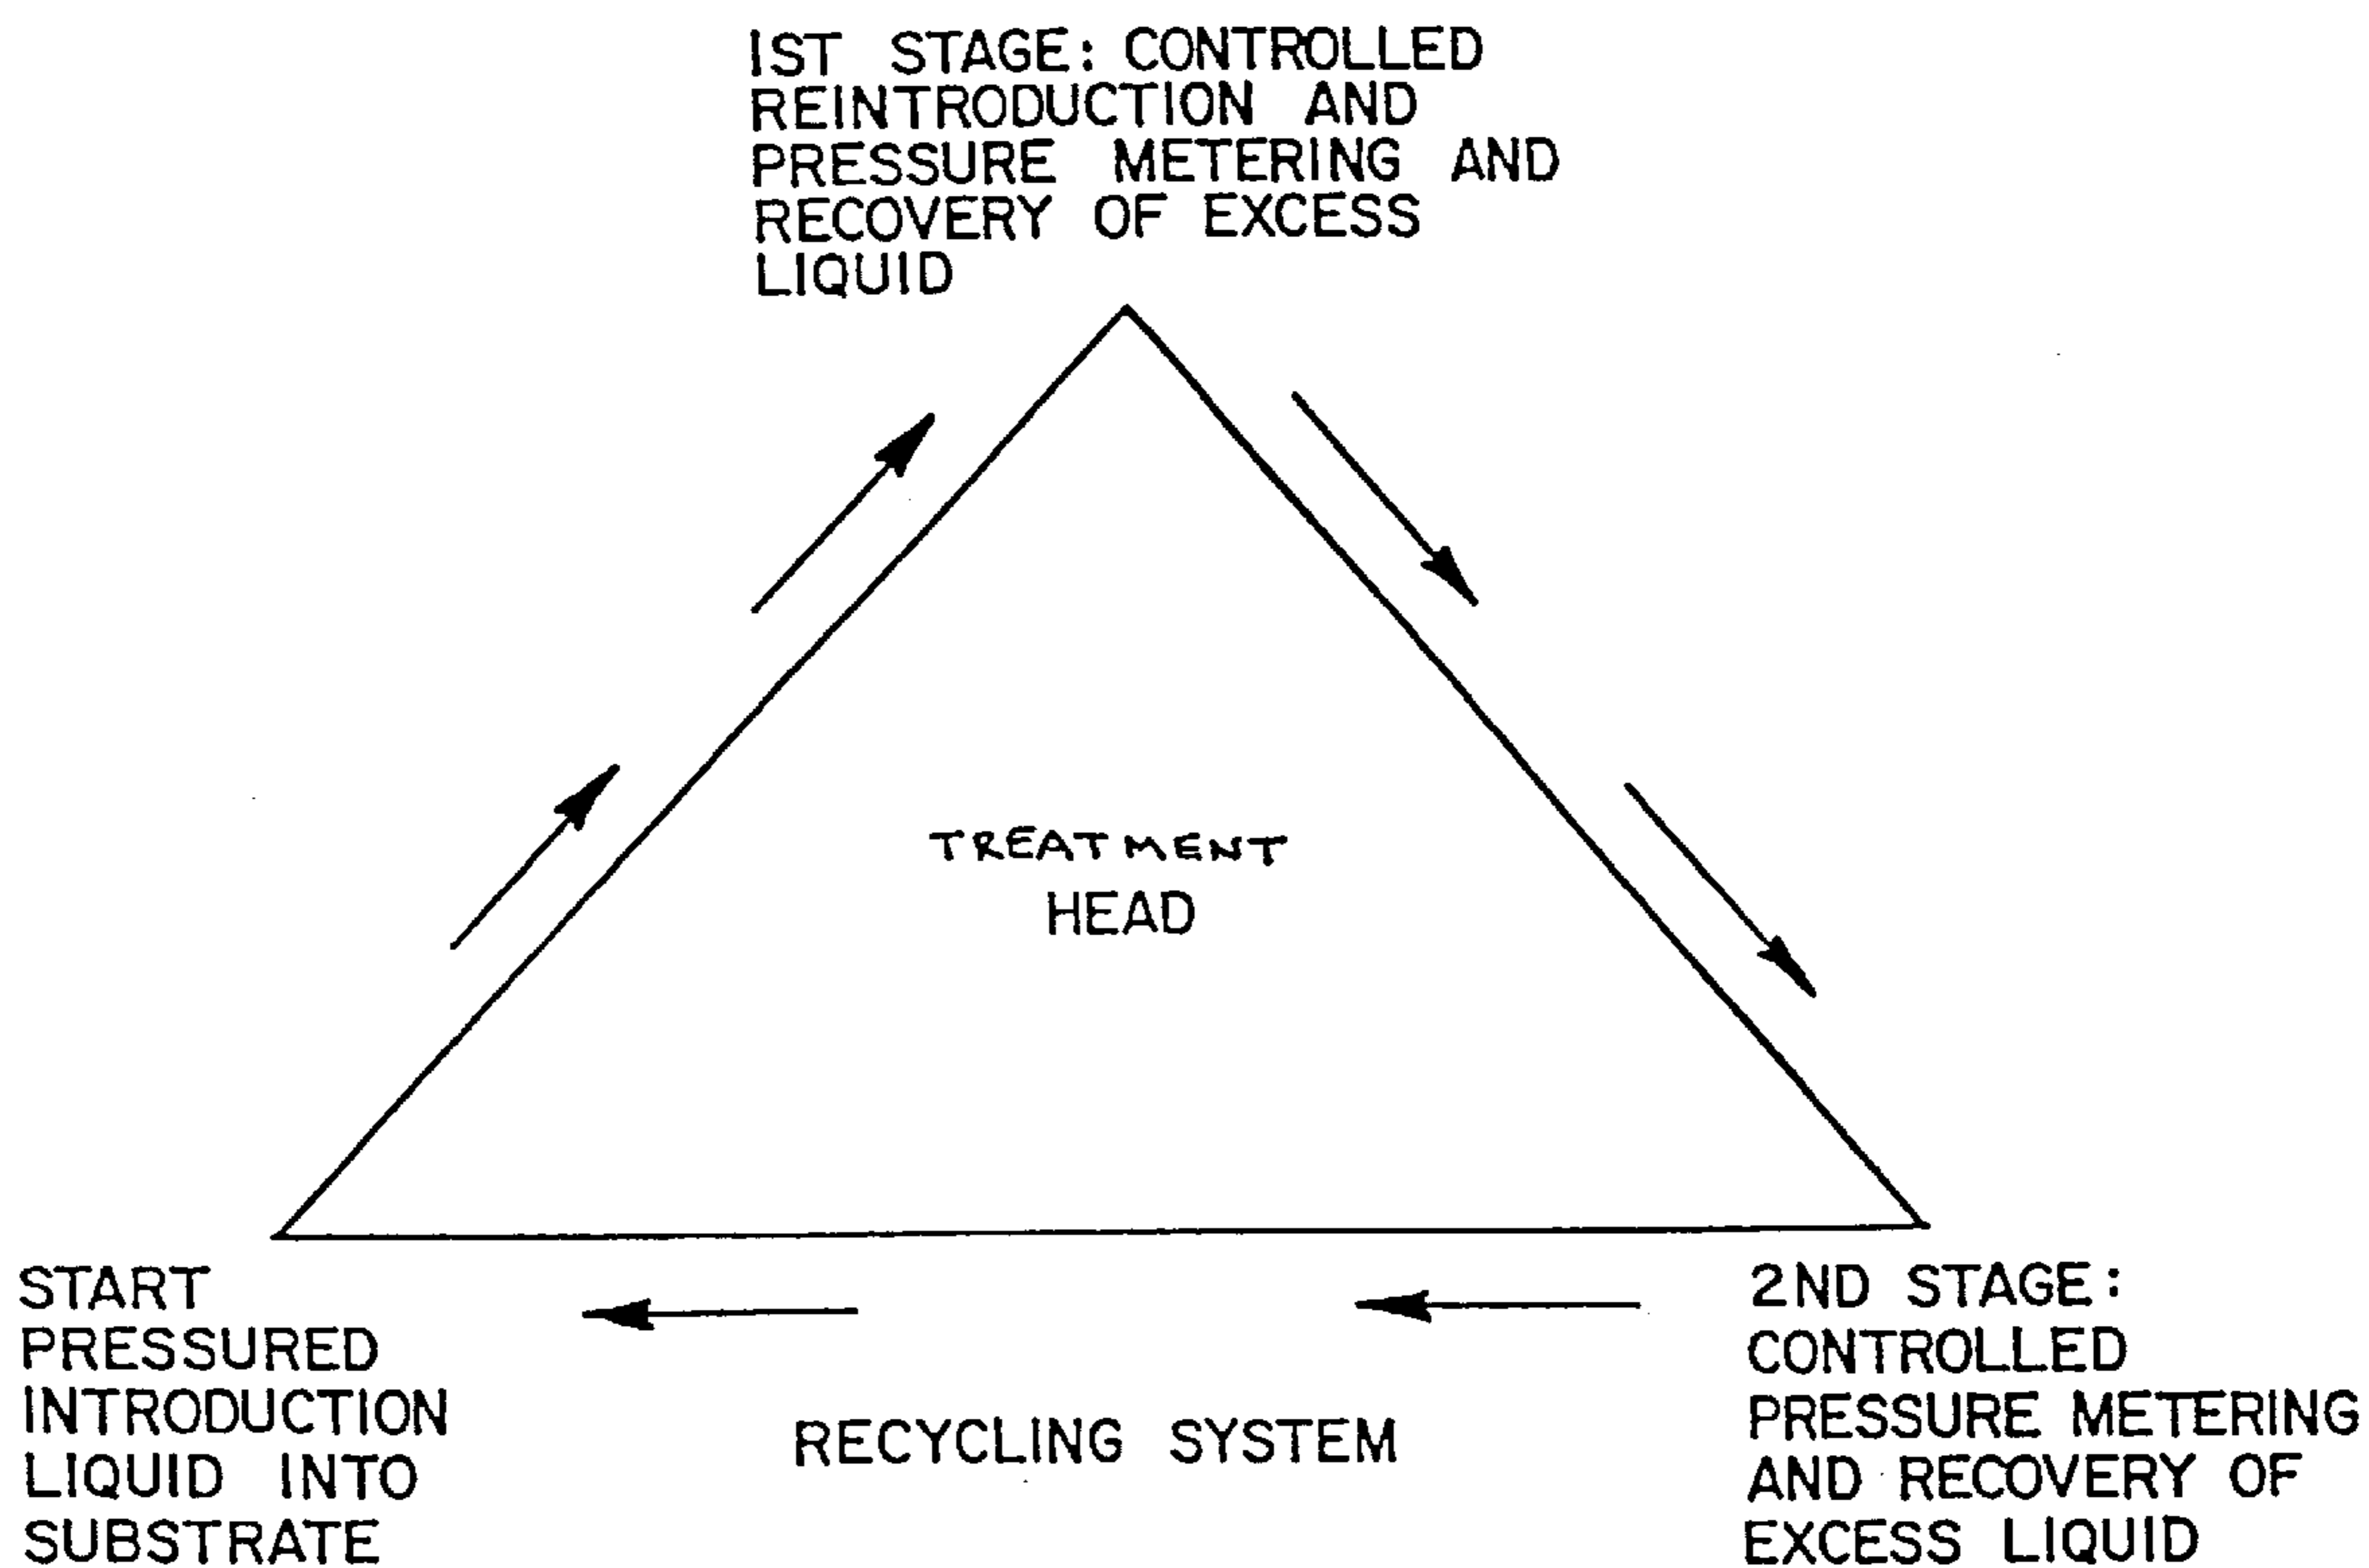 1ST STAGE: CONTROLLED
REINTRODUCTION AND
PRESSURE METERING AND
RECOVERY OF EXCESS
LIQUID
TREATMENT
HEAD
START
PRESSURED
INTRODUCTION
LIQUID INTO
SUBSTRATE
RECYCLING SYSTEM
2ND STAGE:
CONTROLLED
PRESSURE METERING
AND RECOVERY OF
EXCESS LIQUID